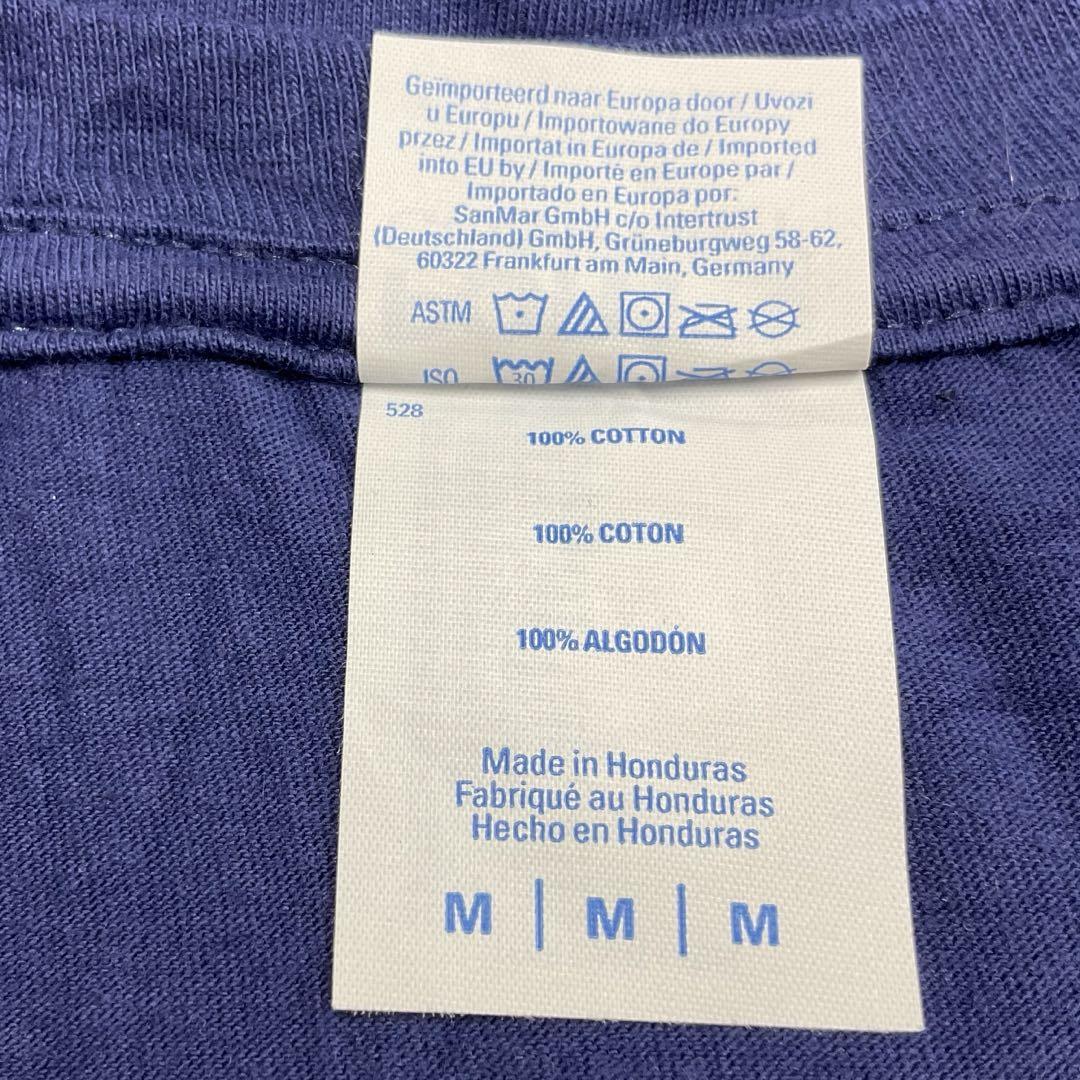 Geïmporteerd naar Europa door / Uvozi
u Europu / Importowane do Europy
przez / Importat in Europa de / Imported
into EU by / Importé en Europe par /
Importado en Europa por:
SanMar GmbH c/o Intertrust
(Deutschland) GmbH, Grüneburgweg 58-62,
60322 Frankfurt am Main, Germany
ASTM
ISO 30
528
100% COTTON
100% COTON
100% ALGODÓN
Made in Honduras
Fabriqué au Honduras
Hecho en Honduras
M | M | M